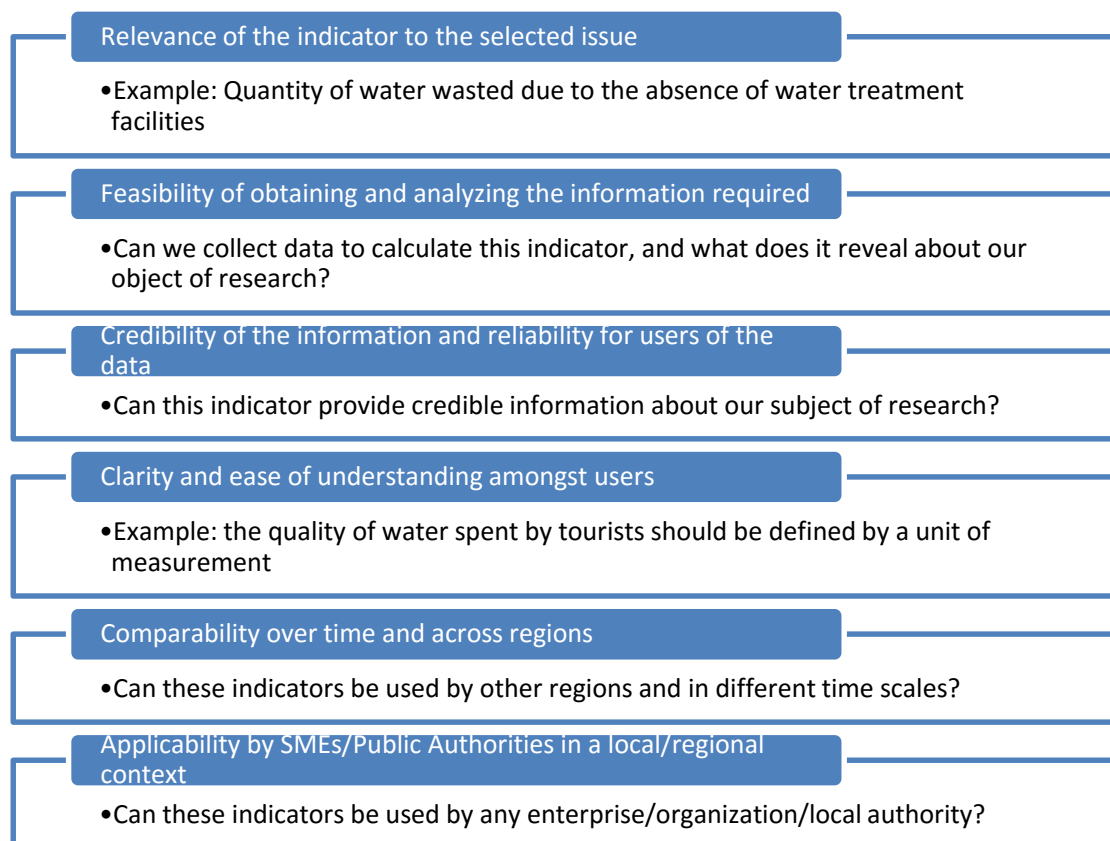 Relevance of the indicator to the selected issue
•Example: Quantity of water wasted due to the absence of water treatment
facilities
Feasibility of obtaining and analyzing the information required
•Can we collect data to calculate this indicator, and what does it reveal about our
object of research?
Credibility of the information and reliability for users of the
data
•Can this indicator provide credible information about our subject of research?
Clarity and ease of understanding amongst users
•Example: the quality of water spent by tourists should be defined by a unit of
measurement
Comparability over time and across regions
•Can these indicators be used by other regions and in different time scales?
Applicability by SMEs/Public Authorities in a local/regional
context
•Can these indicators be used by any enterprise/organization/local authority?